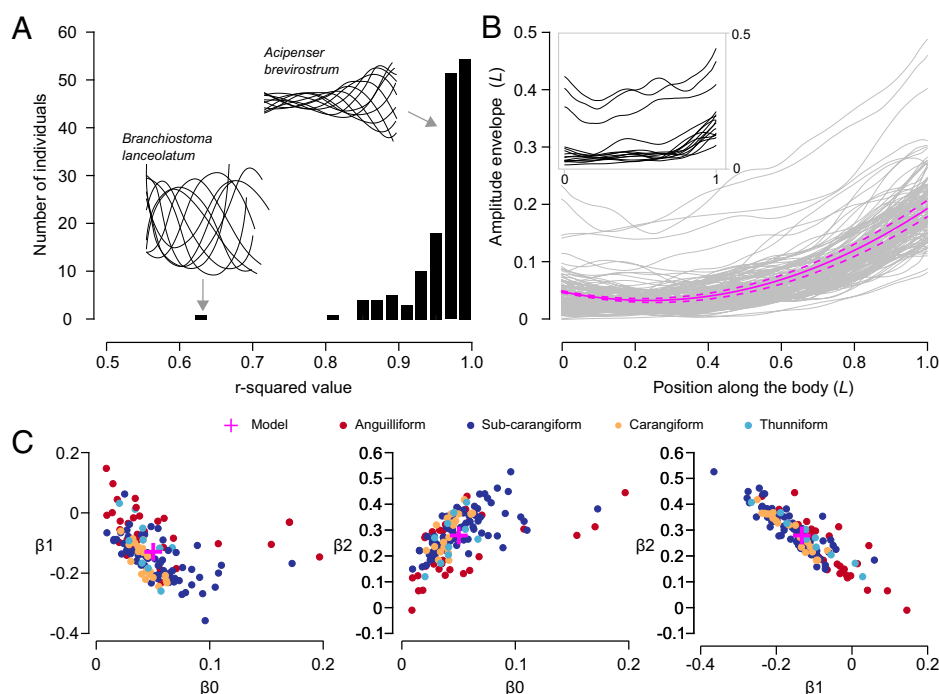 A
Number of individuals
60
50
40
30
20
10
0
Acipenser
brevirostrum
Branchiostoma
lanceolatum
0.5 0.6 0.7 0.8 0.9 1.0
r-squared value
B
Amplitude envelope (L)
0.5
0.4
0.3
0.2
0.1
0
0.5
0
0 1
0 0.2 0.4 0.6 0.8 1.0
Position along the body (L)
C
Model Anguilliform Sub-carangiform Carangiform Thunniform
β1
0.2
0
-0.2
-0.4
0 0.1 0.2
β0
β2
0.6
0.5
0.4
0.3
0.2
0.1
0
-0.1
0 0.1 0.2
β0
β2
0.6
0.5
0.4
0.3
0.2
0.1
0
-0.1
-0.4 -0.2 0 0.2
β1